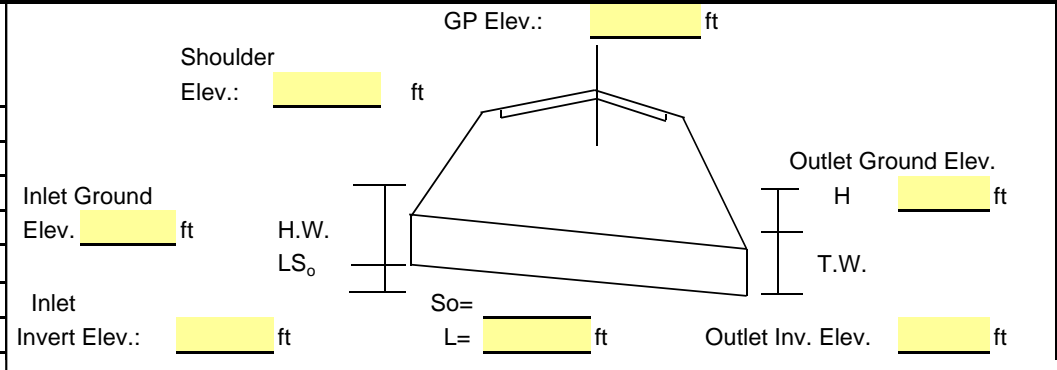 GP Elev.: ft
Shoulder
Elev.: ft
Outlet Ground Elev.
Inlet Ground H ft
Elev. ft H.W.
LSo T.W.
Inlet So=
Invert Elev.: ft L= ft Outlet Inv. Elev. ft